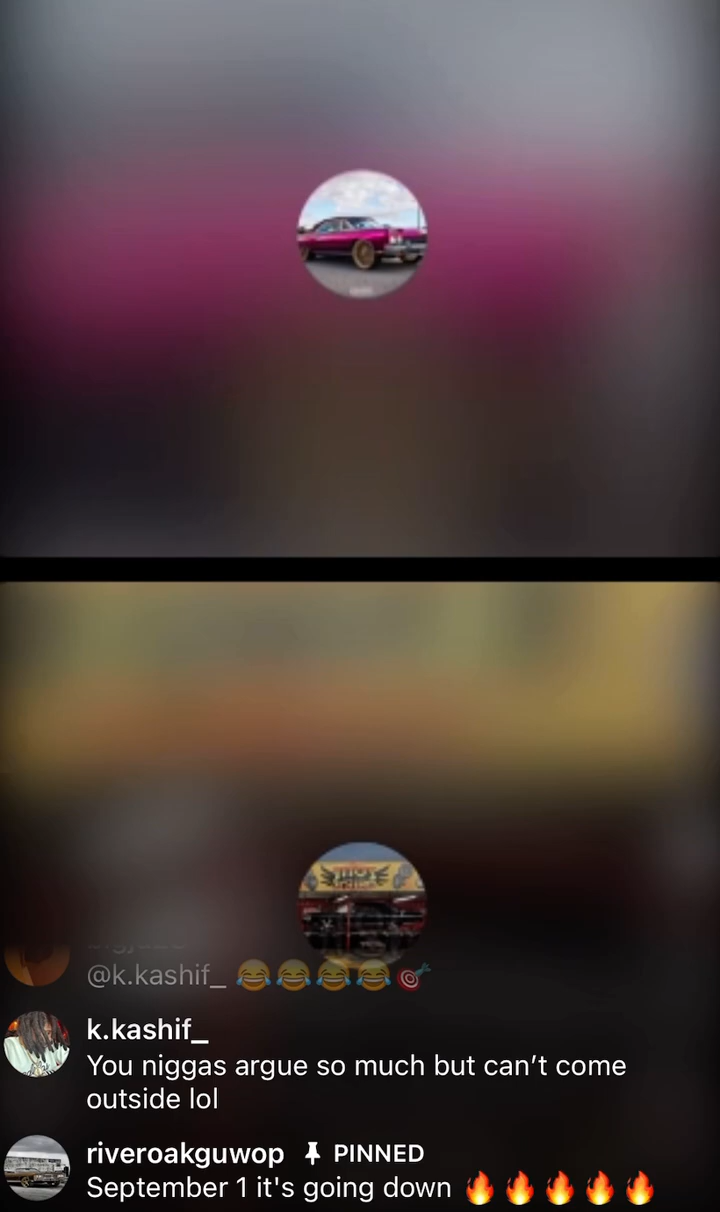 @k.kashif_ 😂😂😂😂🎯
k.kashif_
You niggas argue so much but can’t come
outside lol
riveroakguwop PINNED
September 1 it's going down 🔥🔥🔥🔥🔥